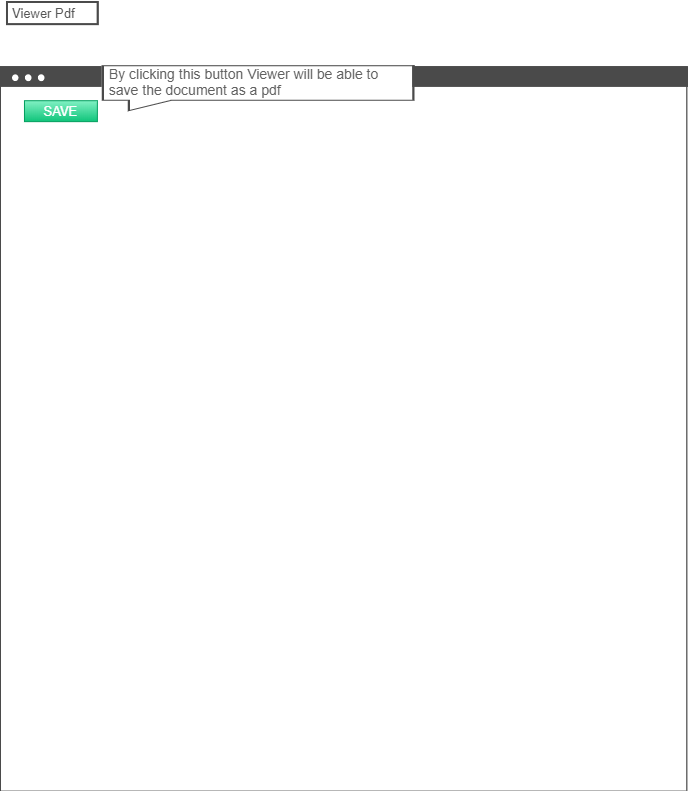 Viewer Pdf
By clicking this button Viewer will be able to
save the document as a pdf
SAVE